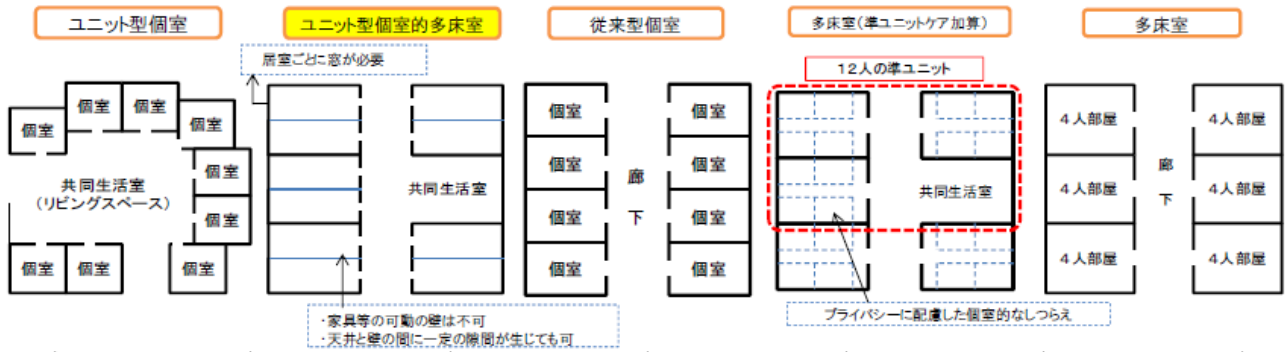 ユニット型個室
ユニット型個室的多床室
従来型個室
多床室(準ユニットケア加算)
多床室
居室ごとに窓が必要
12人の準ユニット
個室
個室
個室
個室
個室
個室
個室
個室
個室
共同生活室
(リビングスペース)
共同生活室
・家具等の可動の壁は不可
・天井と壁の間に一定の隙間が生じても可
個室
個室
個室
個室
廊
下
個室
個室
個室
個室
共同生活室
プライバシーに配慮した個室的なしつらえ
4人部屋
4人部屋
4人部屋
廊
下
4人部屋
4人部屋
4人部屋